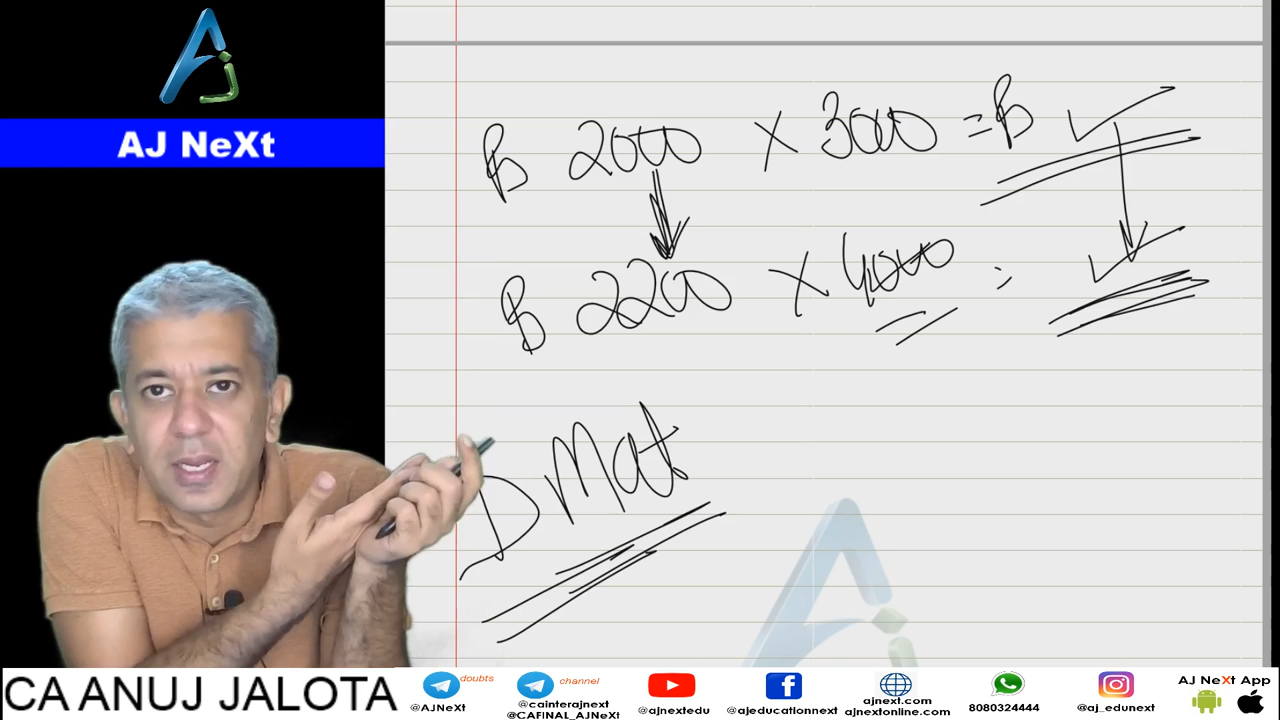 AJ
AJ NeXt
$ 2000 × 3000 = $ ✓
$ 2200 × 4000 = ✓
DMat
CA ANUJ JALOTA
doubts
@AJNeXt
channel
@cainterajnext
@CAFINAL_AJNeXt
@ajnextedu
@ajeducationnext
ajnext.com
ajnextonline.com
8080324444
@aj_edunext
AJ NeXt App